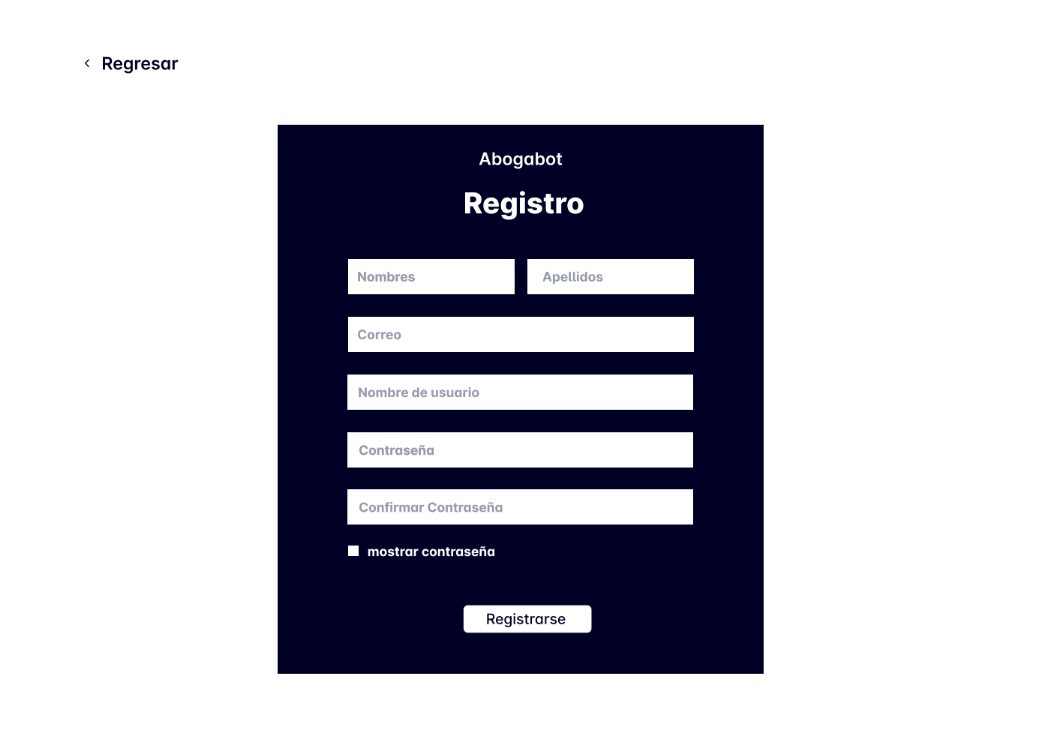 Regresar
Abogabot
Registro
Nombres Apellidos
Correo
Nombre de usuario
Contraseña
Confirmar Contraseña
mostrar contraseña
Registrarse